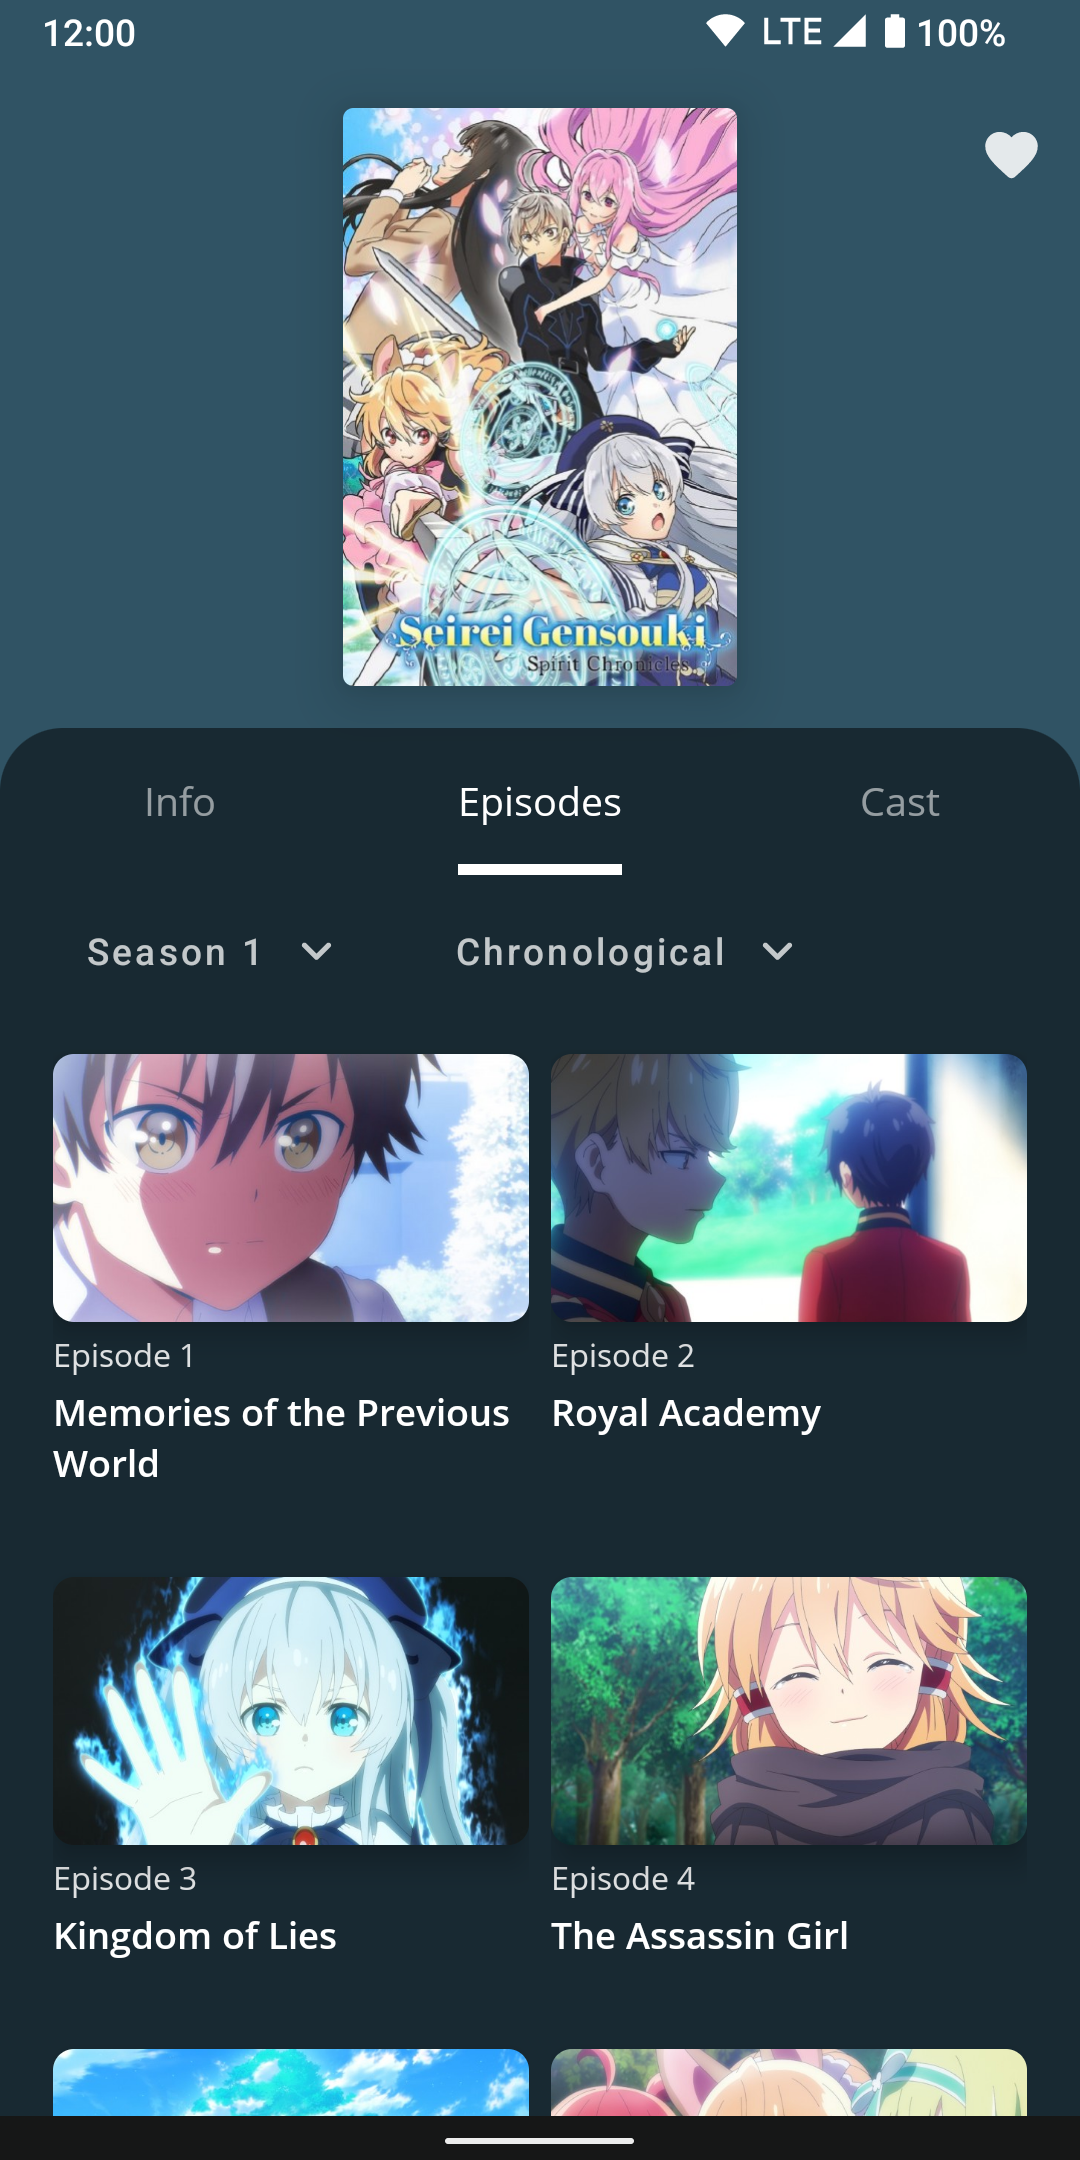 12:00 LTE 100%
Seirei Gensouki
Spirit Chronicles
Info Episodes Cast
Season 1 Chronological
Episode 1
Memories of the Previous
World
Episode 2
Royal Academy
Episode 3
Kingdom of Lies
Episode 4
The Assassin Girl